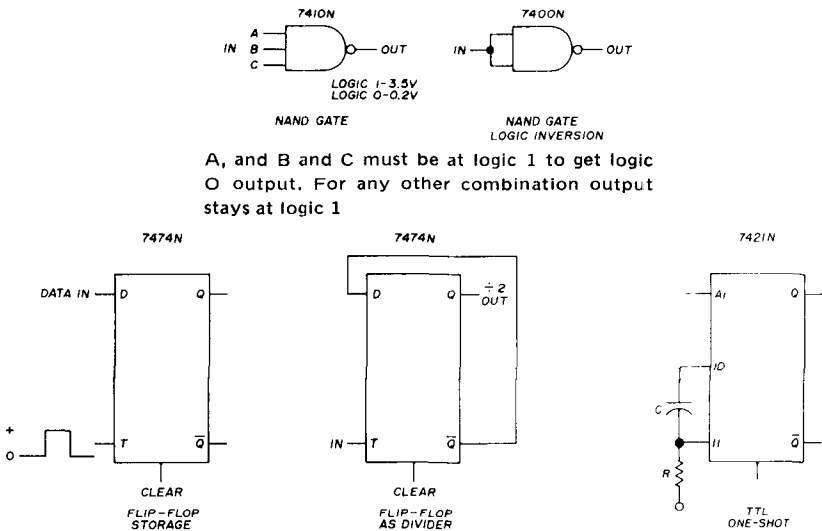 7410N
7400N
A
IN B
C
OUT
IN
OUT
LOGIC 1-3.5V
LOGIC 0-0.2V
NAND GATE
NAND GATE
LOGIC INVERSION
A, and B and C must be at logic 1 to get logic
O output. For any other combination output
stays at logic 1
7474N
7474N
7421N
DATA IN
D
Q
D
Q
÷2
OUT
A1
Q
10
C
+
0
T
Q̅
IN
T
Q̅
11
Q̅
R
CLEAR
CLEAR
FLIP-FLOP
STORAGE
FLIP-FLOP
AS DIVIDER
TTL
ONE-SHOT